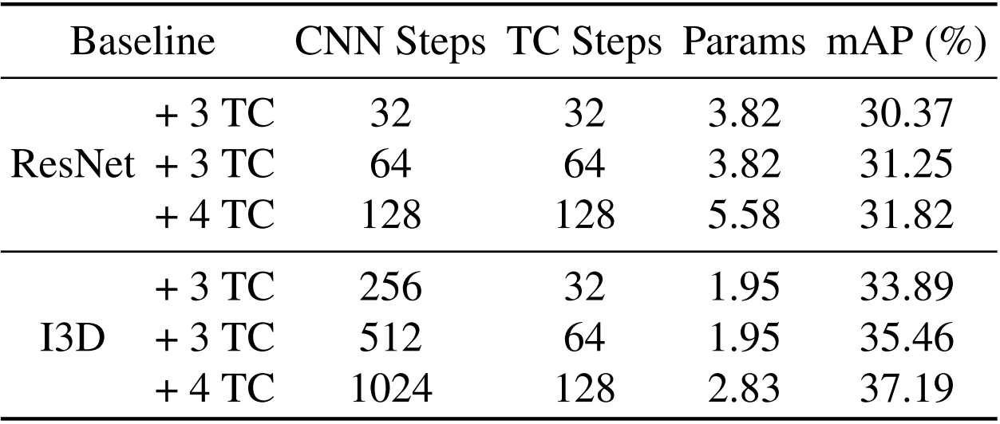 Baseline CNN Steps TC Steps Params mAP (%)
+ 3 TC 32 32 3.82 30.37
ResNet + 3 TC 64 64 3.82 31.25
+ 4 TC 128 128 5.58 31.82
+ 3 TC 256 32 1.95 33.89
I3D + 3 TC 512 64 1.95 35.46
+ 4 TC 1024 128 2.83 37.19